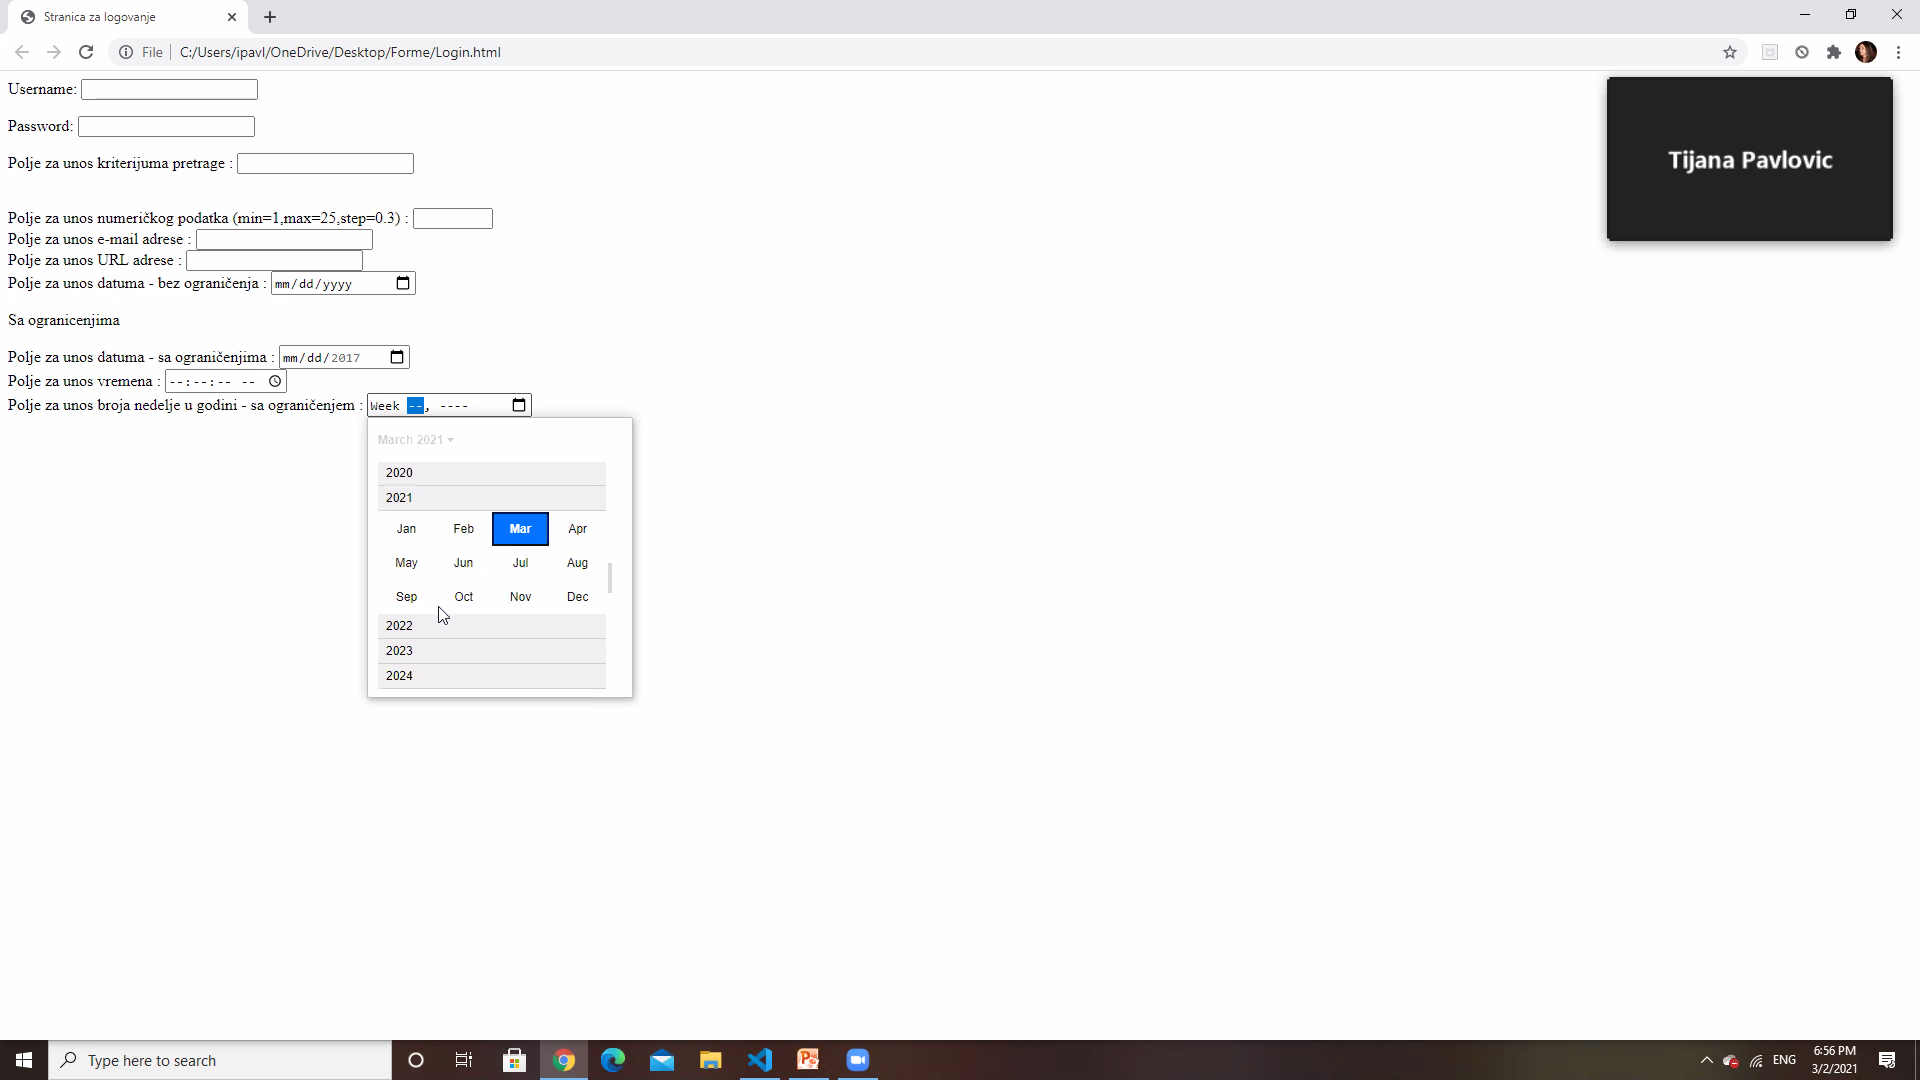 Stranica za logovanje
File C:/Users/ipavl/OneDrive/Desktop/Forme/Login.html
Username:
Password:
Polje za unos kriterijuma pretrage :
Polje za unos numeričkog podatka (min=1,max=25,step=0.3) :
Polje za unos e-mail adrese :
Polje za unos URL adrese :
Polje za unos datuma - bez ograničenja : mm/dd/yyyy
Sa ogranicenjima
Polje za unos datuma - sa ograničenjima : mm/dd/2017
Polje za unos vremena : --:--:-- --
Polje za unos broja nedelje u godini - sa ograničenjem : Week --, ----
March 2021
2020
2021
Jan Feb Mar Apr
May Jun Jul Aug
Sep Oct Nov Dec
2022
2023
2024
Tijana Pavlovic
Type here to search
ENG
6:56 PM
3/2/2021